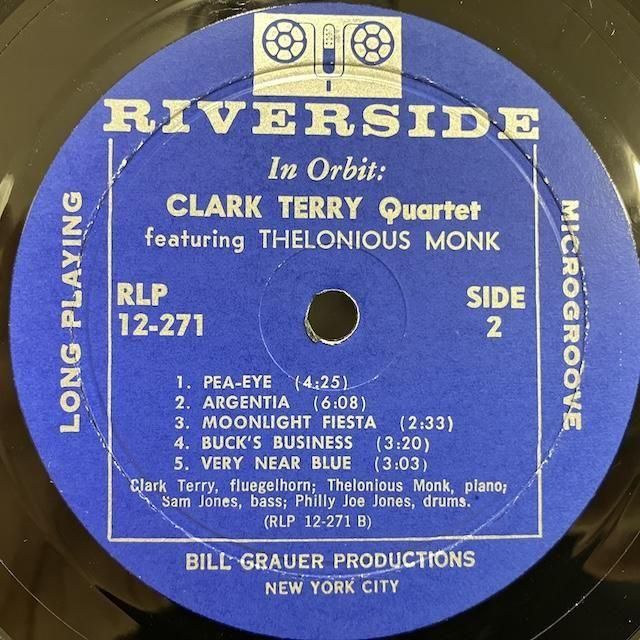 RIVERSIDE
In Orbit:
CLARK TERRY Quartet
featuring THELONIOUS MONK
LONG PLAYING
MICROGROOVE
RLP
12-271
SIDE
2
1. PEA-EYE (4:25)
2. ARGENTIA (6:08)
3. MOONLIGHT FIESTA (2:33)
4. BUCK'S BUSINESS (3:20)
5. VERY NEAR BLUE (3:03)
Clark Terry, fluegelhorn; Thelonious Monk, piano;
Sam Jones, bass; Philly Joe Jones, drums.
(RLP 12-271 B)
BILL GRAUER PRODUCTIONS
NEW YORK CITY